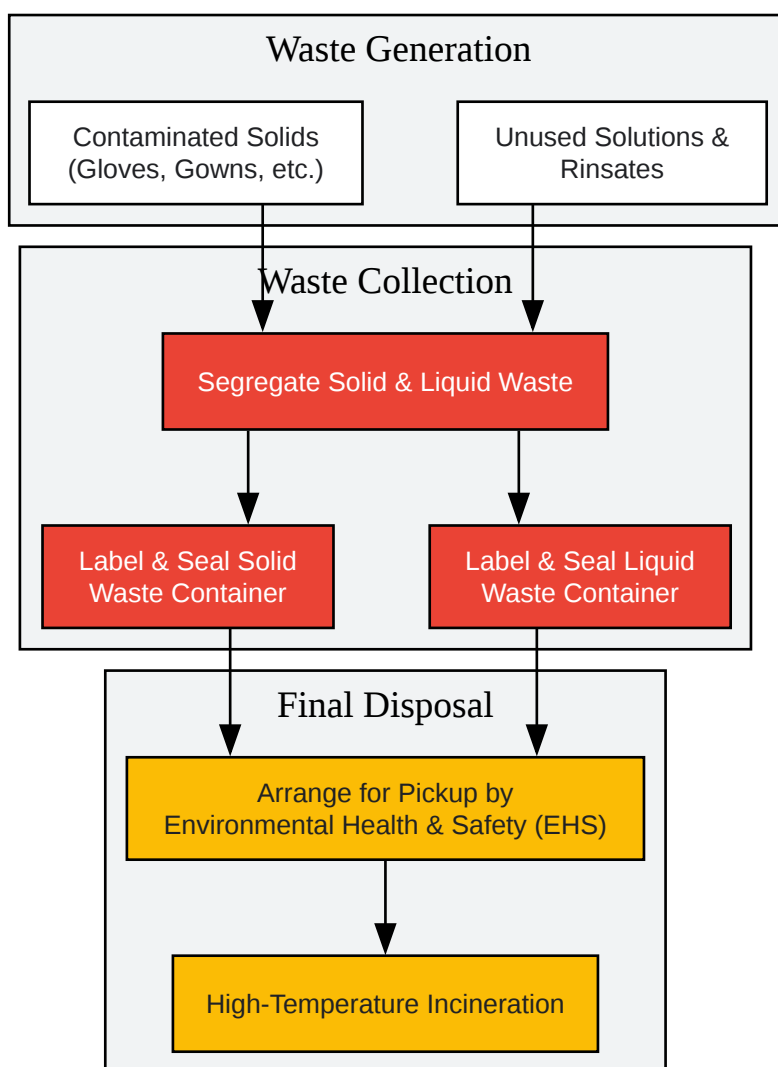 Waste Generation
Contaminated Solids
(Gloves, Gowns, etc.)
Unused Solutions &
Rinsates
Waste Collection
Segregate Solid & Liquid Waste
Label & Seal Solid
Waste Container
Label & Seal Liquid
Waste Container
Final Disposal
Arrange for Pickup by
Environmental Health & Safety (EHS)
High-Temperature Incineration